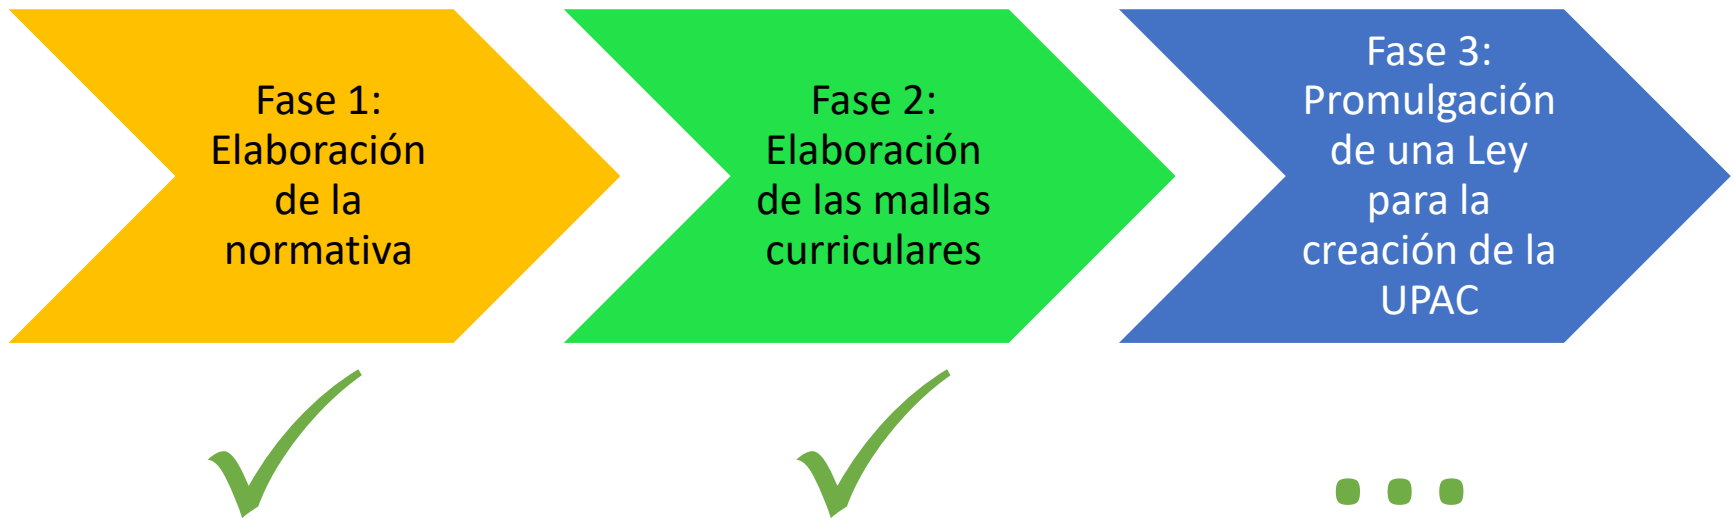 Fase 1:
Elaboración
de la
normativa
Fase 2:
Elaboración
de las mallas
curriculares
Fase 3:
Promulgación
de una Ley
para la
creación de la
UPAC